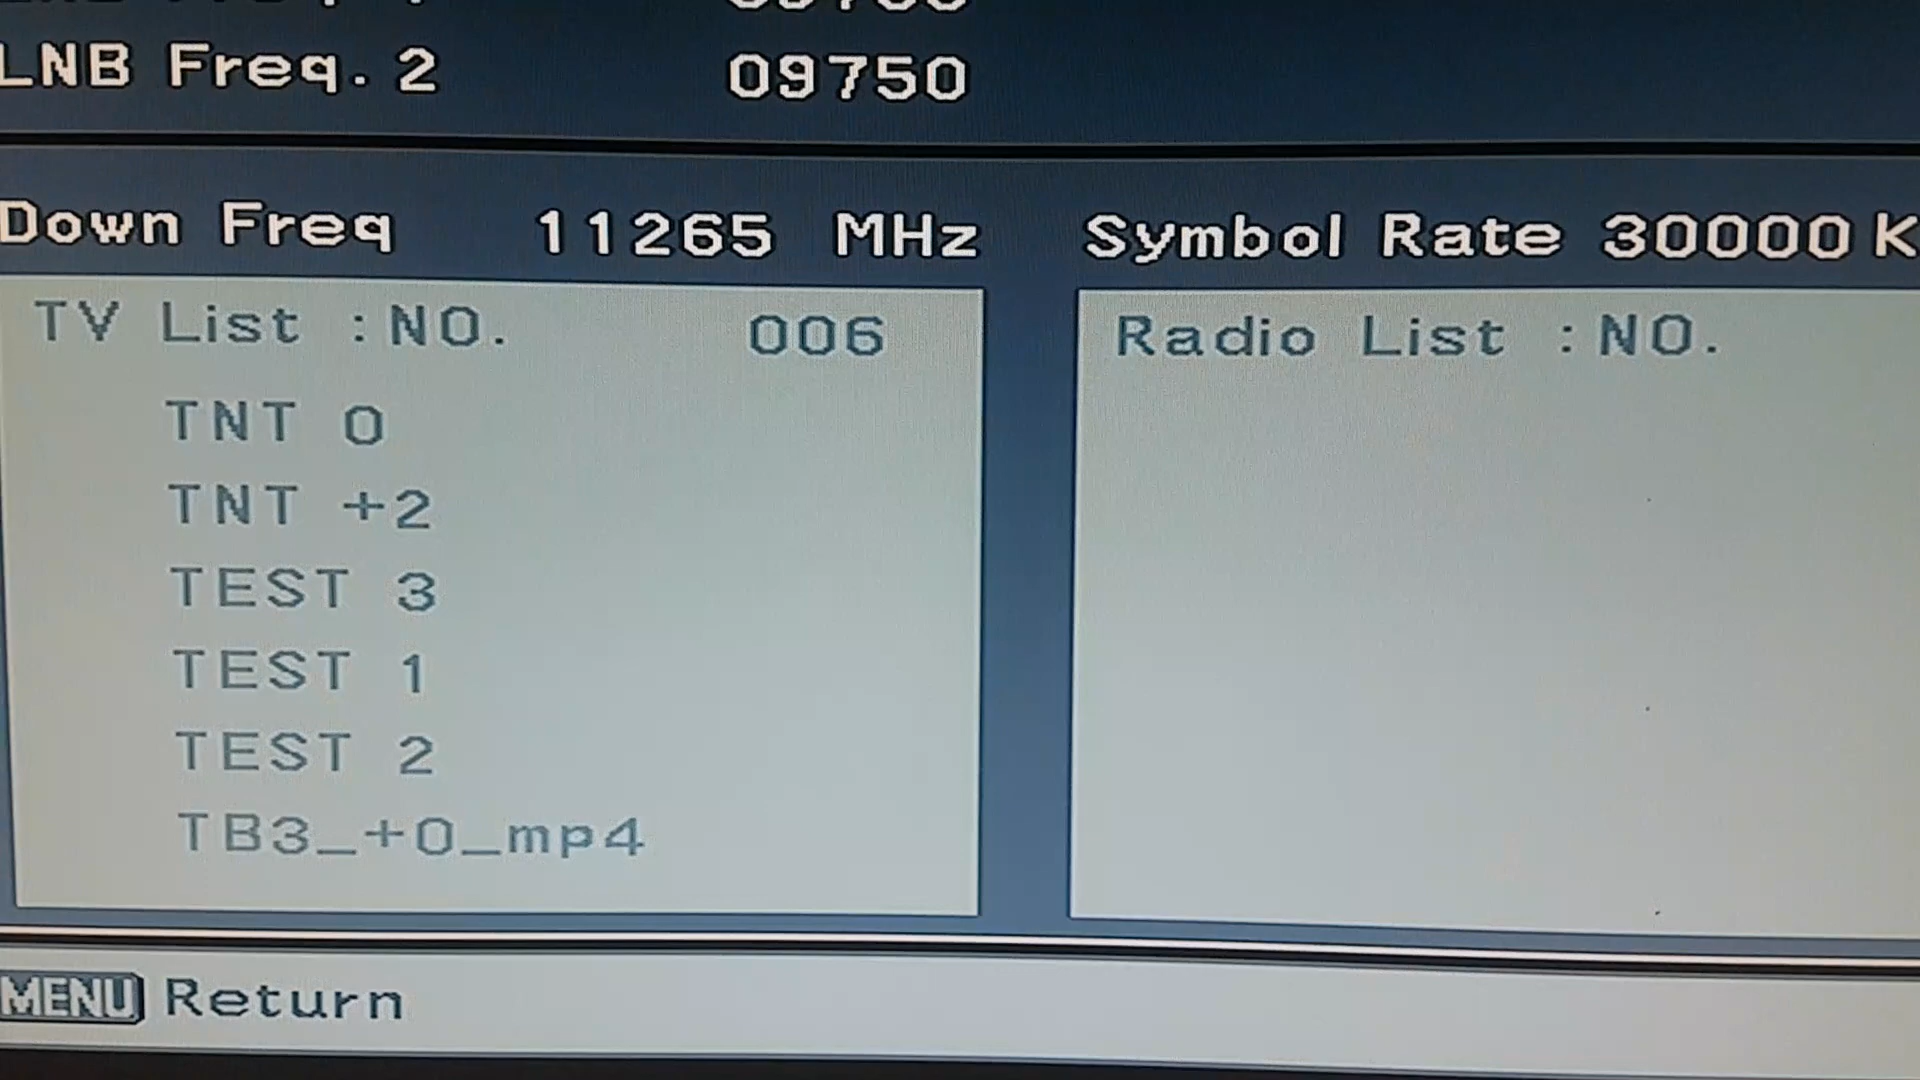 LNB Freq. 2 09750
Down Freq 11265 MHz Symbol Rate 30000 K
TV List :NO. 006 Radio List :NO.
TNT 0
TNT +2
TEST 3
TEST 1
TEST 2
TB3_+0_mp4
MENU Return